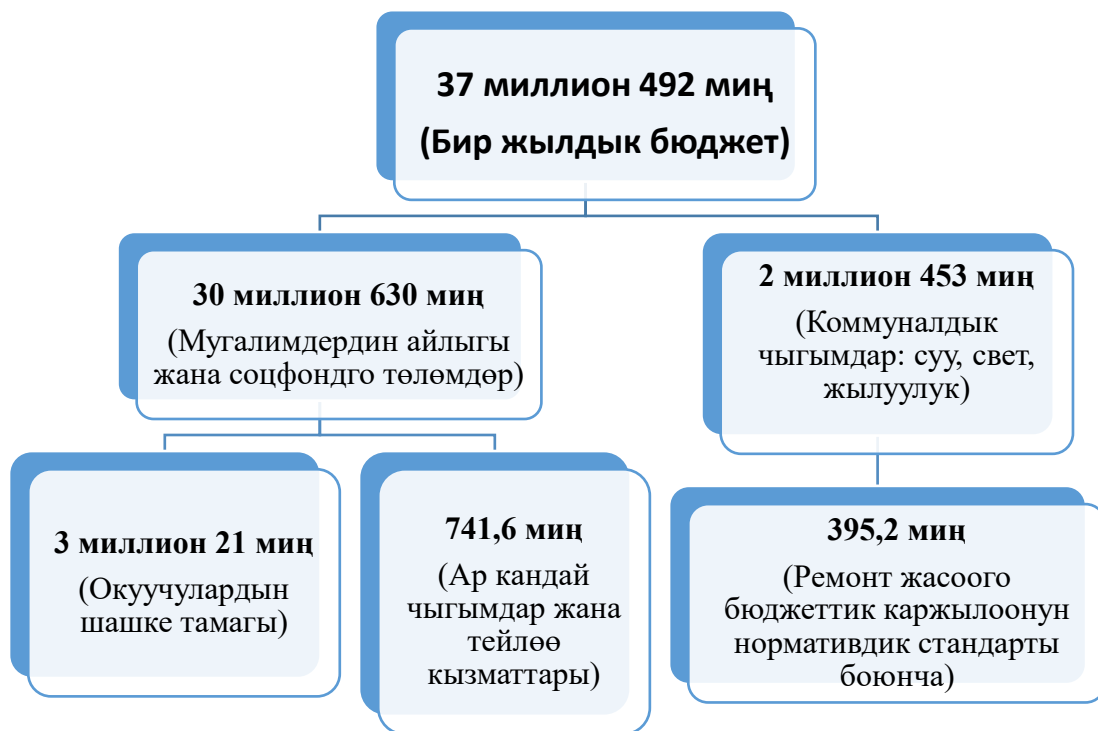 37 миллион 492 миң
(Бир жылдык бюджет)
30 миллион 630 миң
(Мугалимдердин айлыгы
жана соцфондго төлөмдөр)
2 миллион 453 миң
(Коммуналдык
чыгымдар: суу, свет,
жылуулук)
3 миллион 21 миң
(Окуучулардын
шашке тамагы)
741,6 миң
(Ар кандай
чыгымдар жана
тейлөө
кызматтары)
395,2 миң
(Ремонт жасоого
бюджеттик каржылоонун
нормативдик стандарты
боюнча)